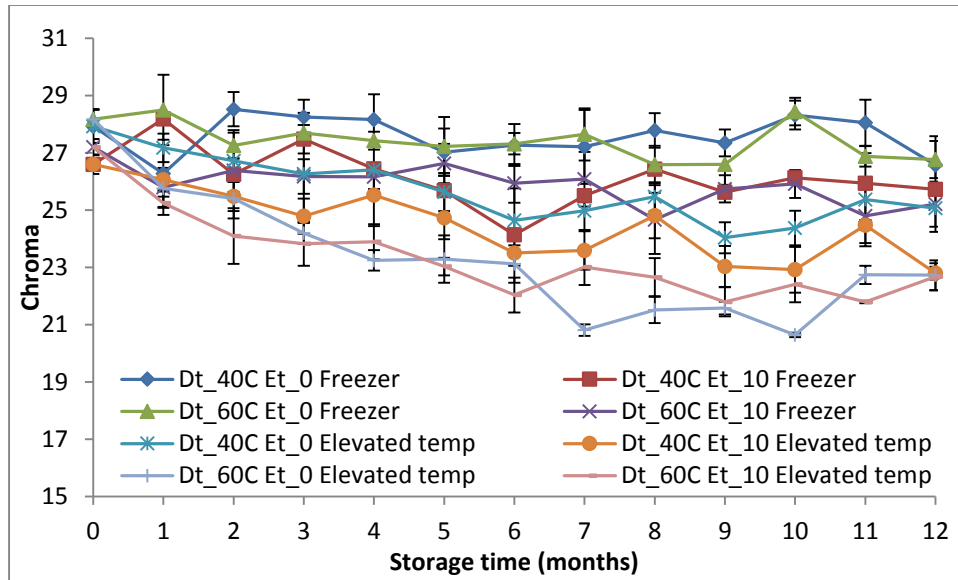 31
29
27
25
23
21
19
17
15
Chroma
Dt_40C Et_0 Freezer
Dt_40C Et_10 Freezer
Dt_60C Et_0 Freezer
Dt_60C Et_10 Freezer
Dt_40C Et_0 Elevated temp
Dt_40C Et_10 Elevated temp
Dt_60C Et_0 Elevated temp
Dt_60C Et_10 Elevated temp
0 1 2 3 4 5 6 7 8 9 10 11 12
Storage time (months)